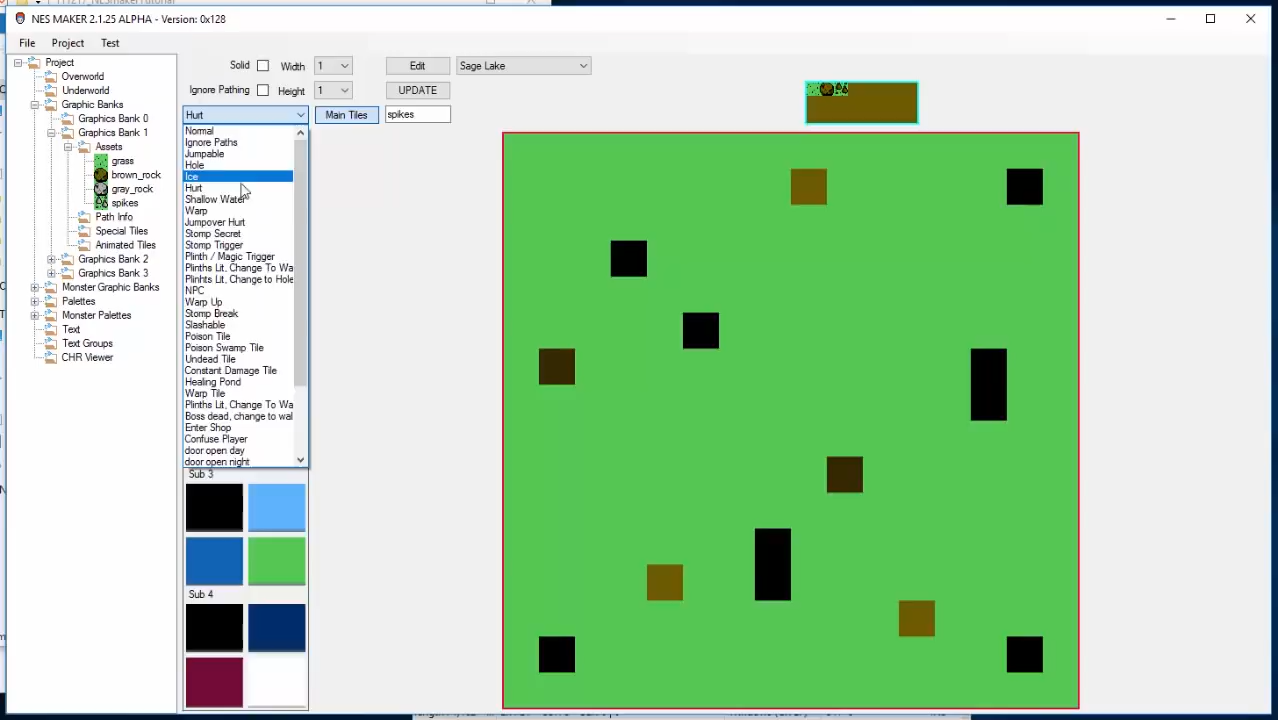 NES MAKER 2.1.25 ALPHA - Version: 0x128
File Project Test
Project
Overworld
Underworld
Graphic Banks
Graphics Bank 0
Graphics Bank 1
Assets
grass
brown_rock
gray_rock
spikes
Path Info
Special Tiles
Animated Tiles
Graphics Bank 2
Graphics Bank 3
Monster Graphic Banks
Palettes
Monster Palettes
Text
Text Groups
CHR Viewer
Solid Width 1 Edit Sage Lake
Ignore Pathing Height 1 UPDATE
Hurt Main Tiles spikes
Normal
Ignore Paths
Jumpable
Hole
Ice
Hurt
Shallow Water
Warp
Jumpover Hurt
Stomp Secret
Stomp Trigger
Plinth / Magic Trigger
Plinths Lit, Change To Wa
Plinhts Lit, Change to Hole
NPC
Warp Up
Stomp Break
Slashable
Poison Tile
Poison Swamp Tile
Undead Tile
Constant Damage Tile
Healing Pond
Warp Tile
Plinths Lit, Change To Wa
Boss dead, change to wal
Enter Shop
Confuse Player
door open day
door open night
Sub 3
Sub 4